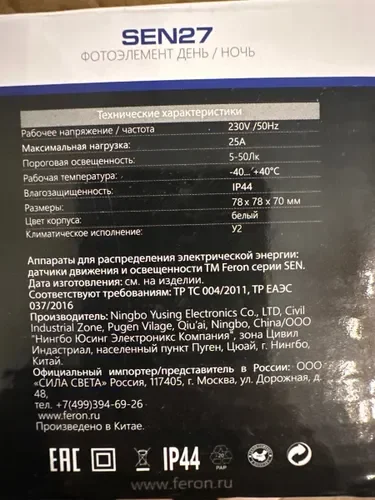 SEN27
ФОТОЭЛЕМЕНТ ДЕНЬ / НОЧЬ
Технические характеристики
Рабочее напряжение / частота 230V /50Hz
Максимальная нагрузка: 25A
Пороговая освещенность: 5-50Лк
Рабочая температура: -40...+40°C
Влагозащищенность: IP44
Размеры: 78 x 78 x 70 мм
Цвет корпуса: белый
Климатическое исполнение: У2
Аппараты для распределения электрической энергии:
датчики движения и освещенности ТМ Feron серии SEN.
Дата изготовления: см. на изделии.
Соответствуют требованиям: ТР ТС 004/2011, ТР ЕАЭС
037/2016
Производитель: Ningbo Yusing Electronics Co., LTD, Civil
Industrial Zone, Pugen Vilage, Qiu'ai, Ningbo, China/ООО
"Нингбо Юсинг Электроникс Компания", зона Цивил
Индастриал, населенный пункт Пуген, Цюай, г. Нингбо,
Китай.
Официальный импортер/представитель в России: ООО
«СИЛА СВЕТА» Россия, 117405, г. Москва, ул. Дорожная, д.
48,
тел. +7(499)394-69-26
www.feron.ru
Произведено в Китае.
EAC IP44 20 PAP
www.feron.ru